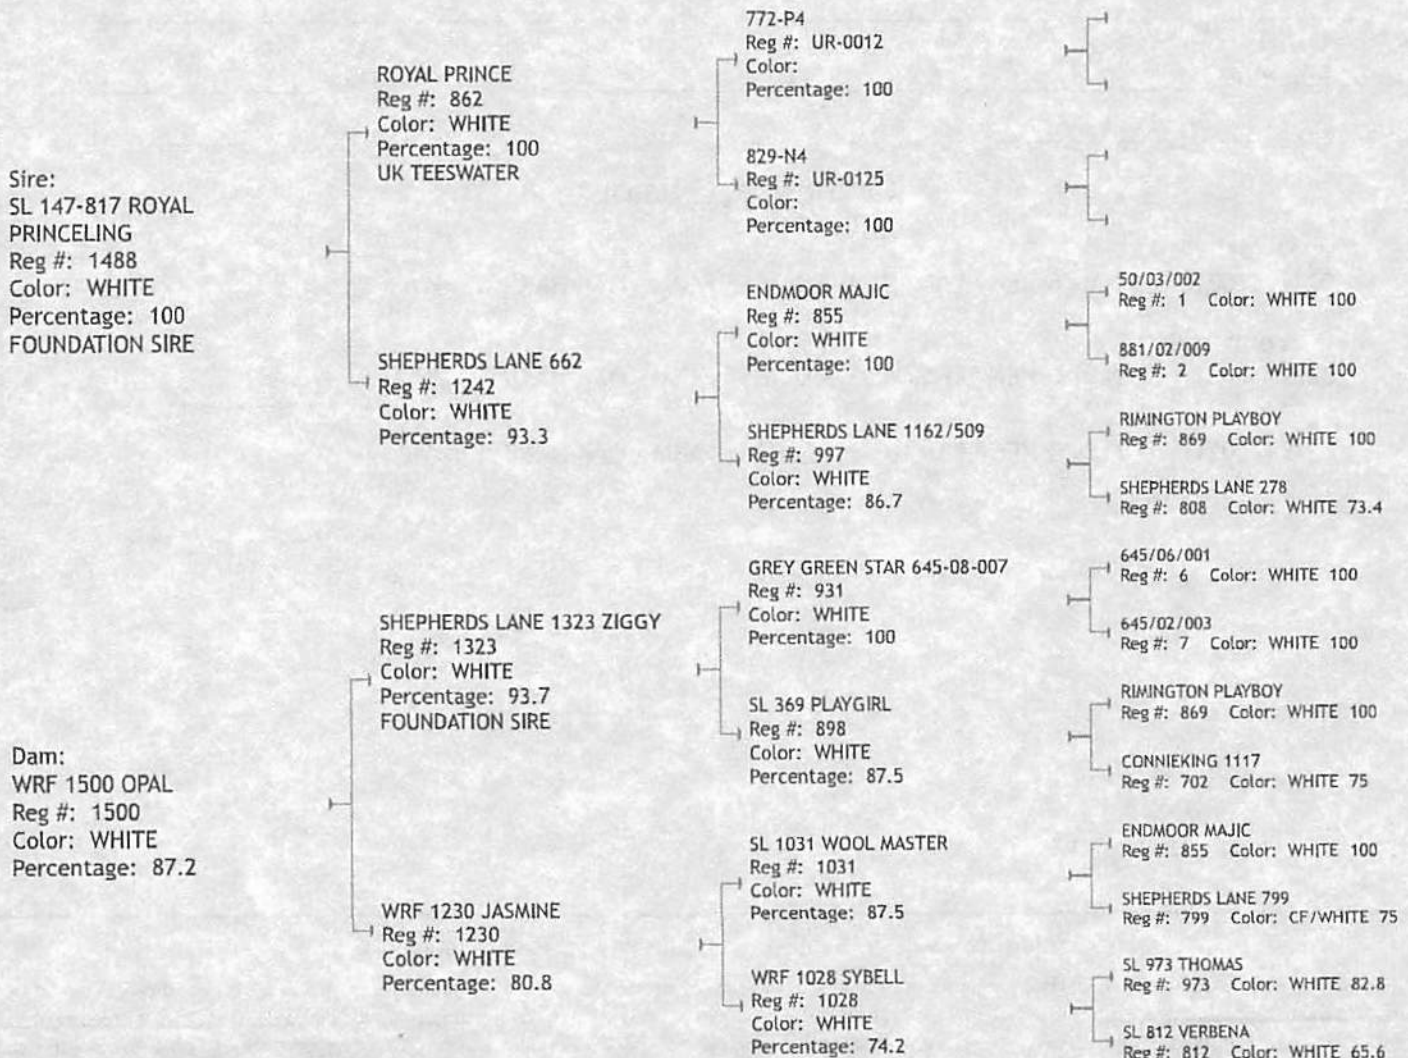 Sire:
SL 147-817 ROYAL
PRINCELING
Reg #: 1488
Color: WHITE
Percentage: 100
FOUNDATION SIRE
Dam:
WRF 1500 OPAL
Reg #: 1500
Color: WHITE
Percentage: 87.2
ROYAL PRINCE
Reg #: 862
Color: WHITE
Percentage: 100
UK TEESWATER
SHEPHERDS LANE 662
Reg #: 1242
Color: WHITE
Percentage: 93.3
SHEPHERDS LANE 1323 ZIGGY
Reg #: 1323
Color: WHITE
Percentage: 93.7
FOUNDATION SIRE
WRF 1230 JASMINE
Reg #: 1230
Color: WHITE
Percentage: 80.8
772-P4
Reg #: UR-0012
Color:
Percentage: 100
829-N4
Reg #: UR-0125
Color:
Percentage: 100
ENDMOOR MAJIC
Reg #: 855
Color: WHITE
Percentage: 100
SHEPHERDS LANE 1162/509
Reg #: 997
Color: WHITE
Percentage: 86.7
GREY GREEN STAR 645-08-007
Reg #: 931
Color: WHITE
Percentage: 100
SL 369 PLAYGIRL
Reg #: 898
Color: WHITE
Percentage: 87.5
SL 1031 WOOL MASTER
Reg #: 1031
Color: WHITE
Percentage: 87.5
WRF 1028 SYBELL
Reg #: 1028
Color: WHITE
Percentage: 74.2
50/03/002
Reg #: 1 Color: WHITE 100
881/02/009
Reg #: 2 Color: WHITE 100
RIMINGTON PLAYBOY
Reg #: 869 Color: WHITE 100
SHEPHERDS LANE 278
Reg #: 808 Color: WHITE 73.4
645/06/001
Reg #: 6 Color: WHITE 100
645/02/003
Reg #: 7 Color: WHITE 100
RIMINGTON PLAYBOY
Reg #: 869 Color: WHITE 100
CONNIEKING 1117
Reg #: 702 Color: WHITE 75
ENDMOOR MAJIC
Reg #: 855 Color: WHITE 100
SHEPHERDS LANE 799
Reg #: 799 Color: CF/WHITE 75
SL 973 THOMAS
Reg #: 973 Color: WHITE 82.8
SL 812 VERBENA
Reg #: 812 Color: WHITE 65.6